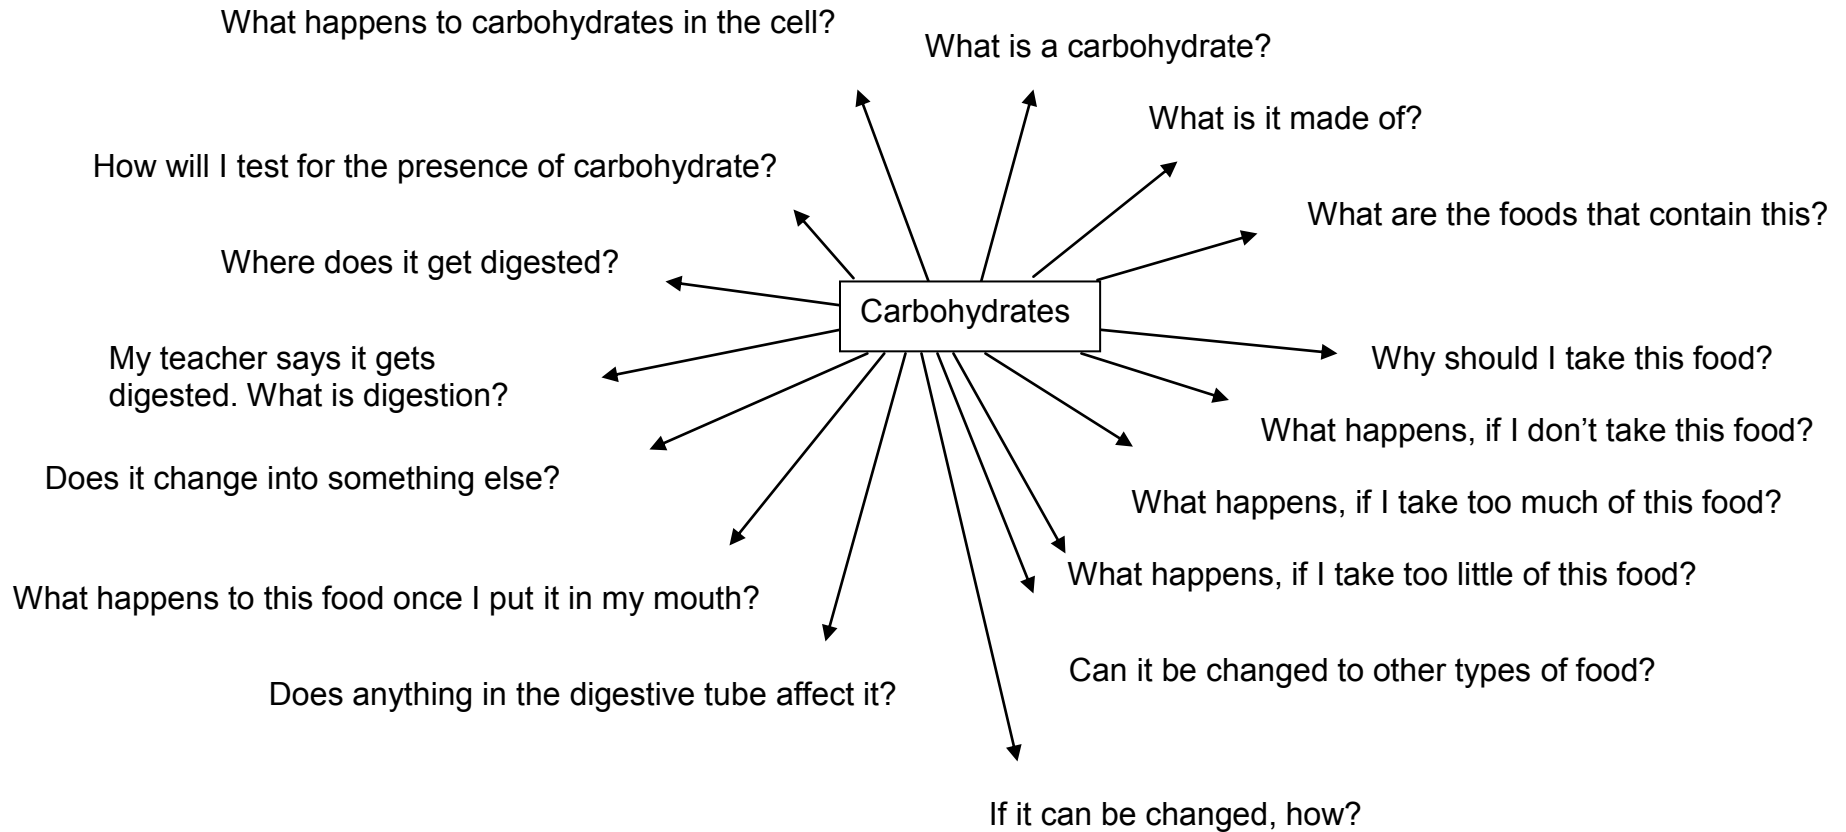 What happens to carbohydrates in the cell?
What is a carbohydrate?
What is it made of?
How will I test for the presence of carbohydrate?
What are the foods that contain this?
Where does it get digested?
Carbohydrates
My teacher says it gets
digested. What is digestion?
Why should I take this food?
What happens, if I don’t take this food?
Does it change into something else?
What happens, if I take too much of this food?
What happens, if I take too little of this food?
What happens to this food once I put it in my mouth?
Can it be changed to other types of food?
Does anything in the digestive tube affect it?
If it can be changed, how?